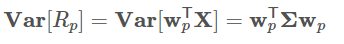 Var[R_p] = Var[w_p^⊤X] = w_p^⊤Σw_p